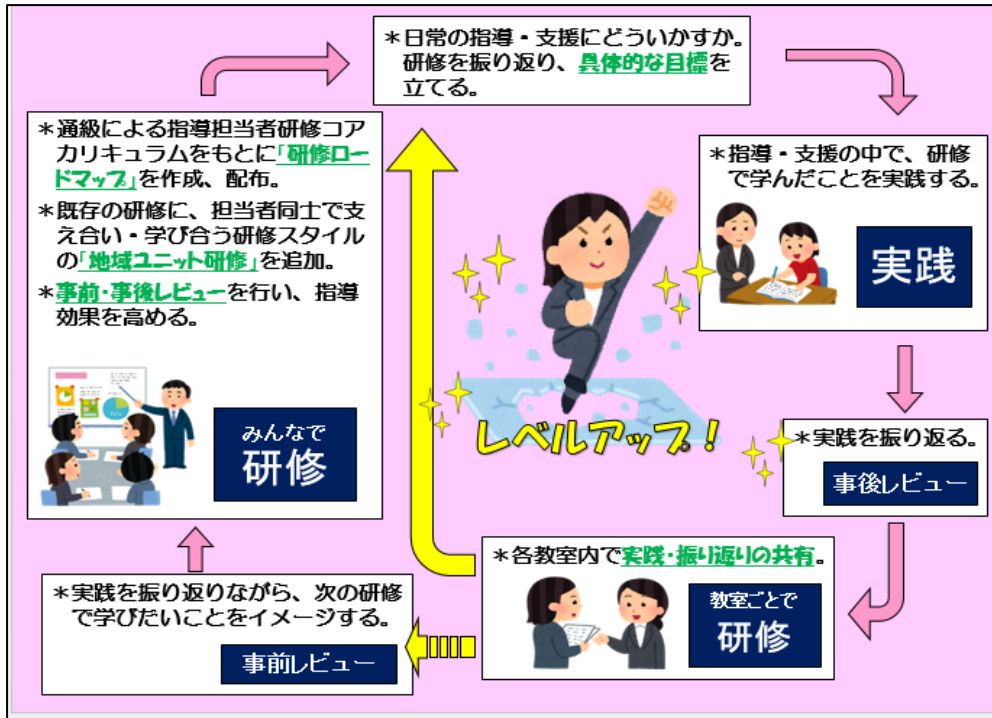 ＊日常の指導・支援にどういかすか。
研修を振り返り、具体的な目標を
立てる。
＊指導・支援の中で、研修
で学んだことを実践する。
実践
＊実践を振り返る。
事後レビュー
＊各教室内で実践・振り返りの共有。
教室ごとで
研修
＊実践を振り返りながら、次の研修
で学びたいことをイメージする。
事前レビュー
＊通級による指導担当者研修コア
カリキュラムをもとに「研修ロー
ドマップ」を作成、配布。
＊既存の研修に、担当者同士で支
え合い・学び合う研修スタイル
の「地域ユニット研修」を追加。
＊事前・事後レビューを行い、指導
効果を高める。
みんなで
研修
レベルアップ！